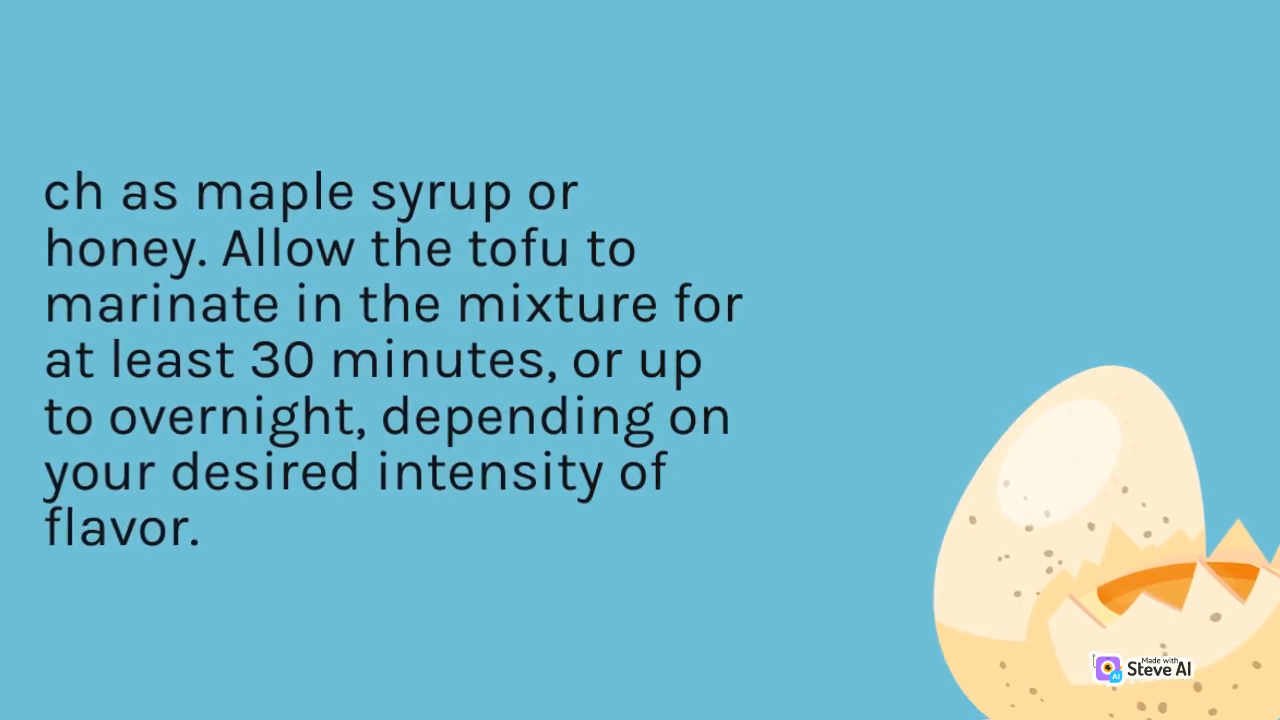 ch as maple syrup or
honey. Allow the tofu to
marinate in the mixture for
at least 30 minutes, or up
to overnight, depending on
your desired intensity of
flavor.
Made with
Steve AI
AI